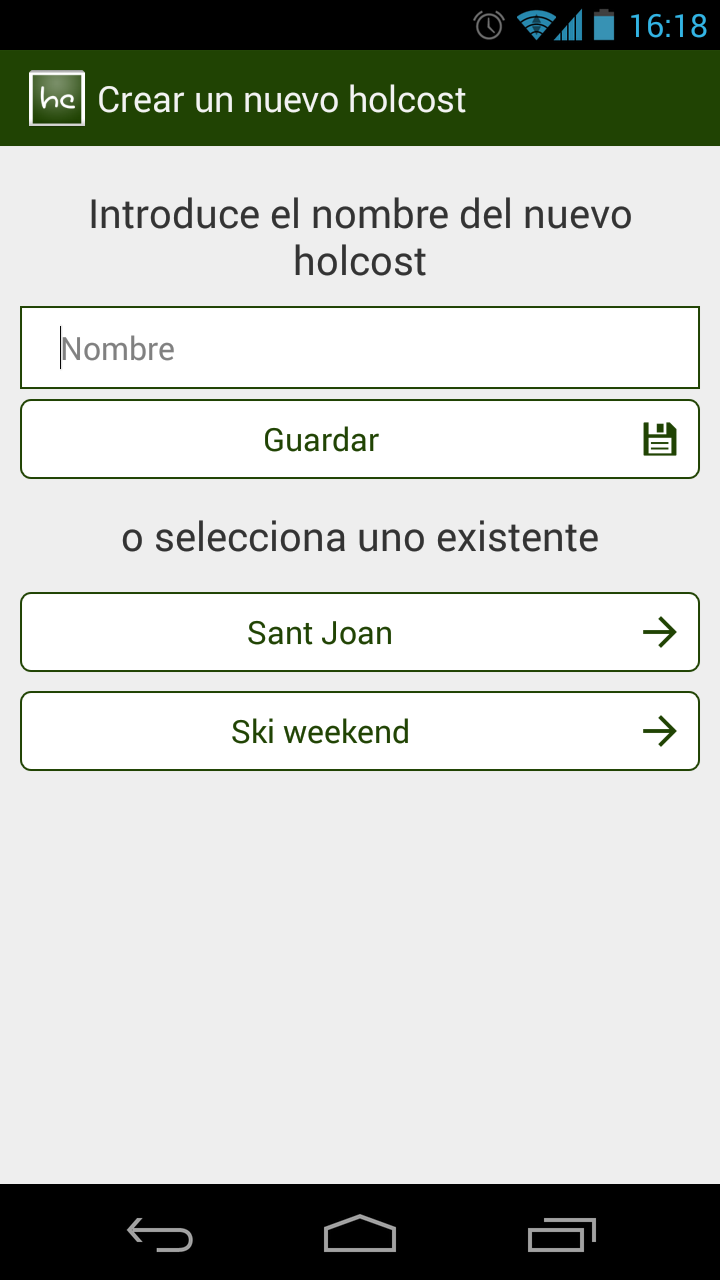 16:18
hc Crear un nuevo holcost
Introduce el nombre del nuevo
holcost
Nombre
Guardar
o selecciona uno existente
Sant Joan
Ski weekend